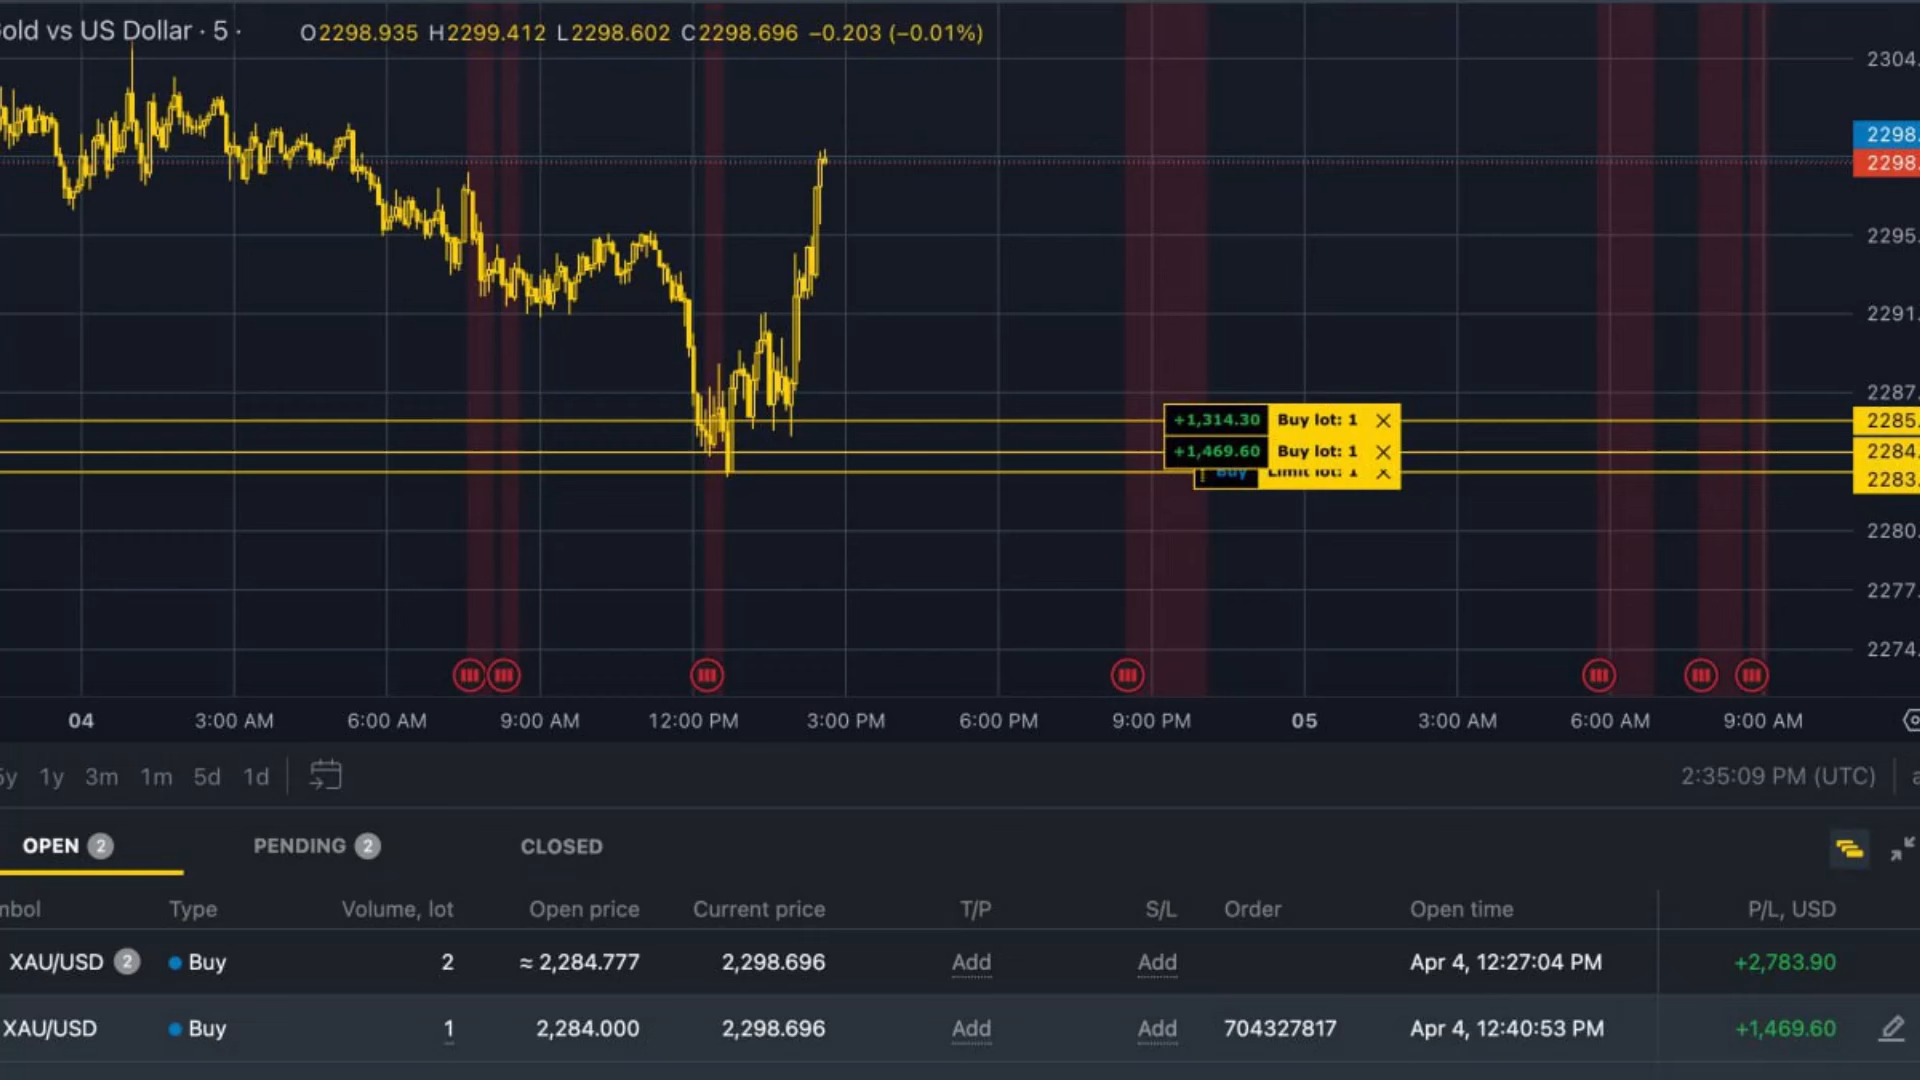 old vs US Dollar · 5 · O2298.935 H2299.412 L2298.602 C2298.696 −0.203 (−0.01%)
2304.
2298.
2298.
2295.
2291.
2287.
+1,314.30 Buy lot: 1
2285.
+1,469.60 Buy lot: 1
2284.
Buy Limit lot: 1
2283.
2280.
2277.
2274.
04 3:00 AM 6:00 AM 9:00 AM 12:00 PM 3:00 PM 6:00 PM 9:00 PM 05 3:00 AM 6:00 AM 9:00 AM
5y 1y 3m 1m 5d 1d 2:35:09 PM (UTC) a
OPEN 2 PENDING 2 CLOSED
mbol Type Volume, lot Open price Current price T/P S/L Order Open time P/L, USD
XAU/USD 2 Buy 2 ≈ 2,284.777 2,298.696 Add Add Apr 4, 12:27:04 PM +2,783.90
XAU/USD Buy 1 2,284.000 2,298.696 Add Add 704327817 Apr 4, 12:40:53 PM +1,469.60